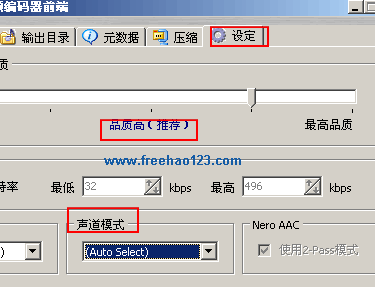 编码器前端
输出目录 元数据 压缩 设定
质
品质高(推荐) 最高品质
www.freehao123.com
特率 最低 32 kbps 最高 496 kbps
声道模式 Nero AAC
) (Auto Select) 使用2-Pass模式